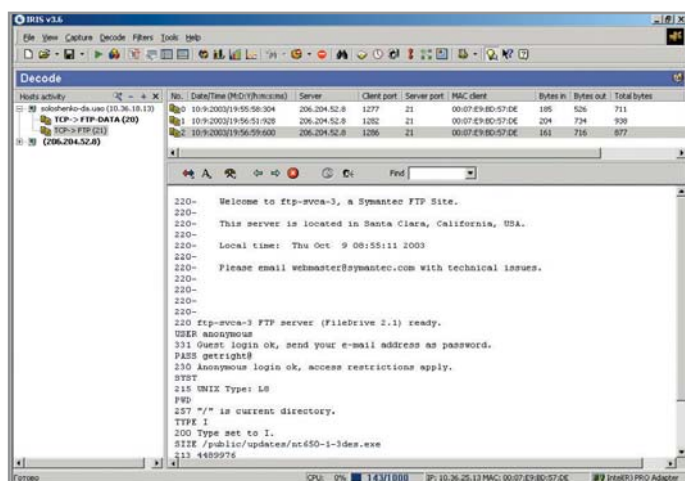 IRIS v3.6
File View Capture Decode Filters Tools Help
Decode
Hosts activity
soloshenko-da.uao (10.36.18.13)
TCP-> FTP-DATA (20)
TCP-> FTP (21)
(206.204.52.8)
No. Date/Time (M:D:Y/h:m:s:ms) Server Client port Server port MAC client Bytes in Bytes out Total bytes
0 10:9:2003/19:55:58:304 206.204.52.8 1277 21 00:07:E9:BD:57:DE 185 526 711
1 10:9:2003/19:56:51:928 206.204.52.8 1282 21 00:07:E9:BD:57:DE 204 734 938
2 10:9:2003/19:56:59:600 206.204.52.8 1286 21 00:07:E9:BD:57:DE 161 716 877
Find
220- Welcome to ftp-svca-3, a Symantec FTP Site.
220-
220- This server is located in Santa Clara, California, USA.
220-
220- Local time: Thu Oct 9 08:55:11 2003
220-
220- Please email webmaster@symantec.com with technical issues.
220-
220-
220-
220-
220 ftp-svca-3 FTP server (FileDrive 2.1) ready.
USER anonymous
331 Guest login ok, send your e-mail address as password.
PASS getright@
230 Anonymous login ok, access restrictions apply.
SYST
215 UNIX Type: L8
PWD
257 "/" is current directory.
TYPE I
200 Type set to I.
SIZE /public/updates/nt650-1-3des.exe
213 4489976
Готово
CPU: 0% 143/1000 IP: 10.36.25.13 MAC: 00:07:E9:BD:57:DE Intel(R) PRO Adapter